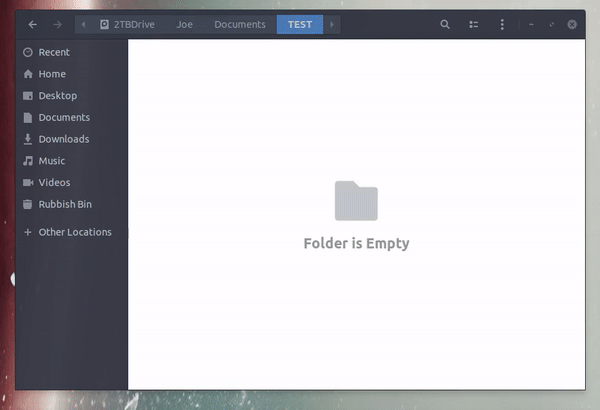 2TBDrive Joe Documents TEST
Recent
Home
Desktop
Documents
Downloads
Music
Videos
Rubbish Bin
Other Locations
Folder is Empty